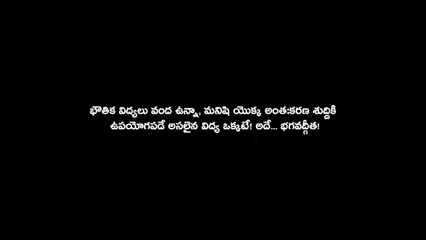 భౌతిక విద్యలు వంద ఉన్నా, మనిషి యొక్క అంతఃకరణ శుద్దికి
ఉపయోగపడే అసలైన విద్య ఒక్కటే! అదే... భగవద్గీత!